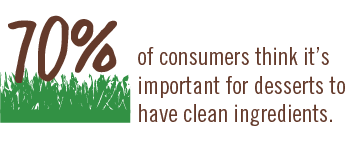 70%
of consumers think it's
important for desserts to
have clean ingredients.